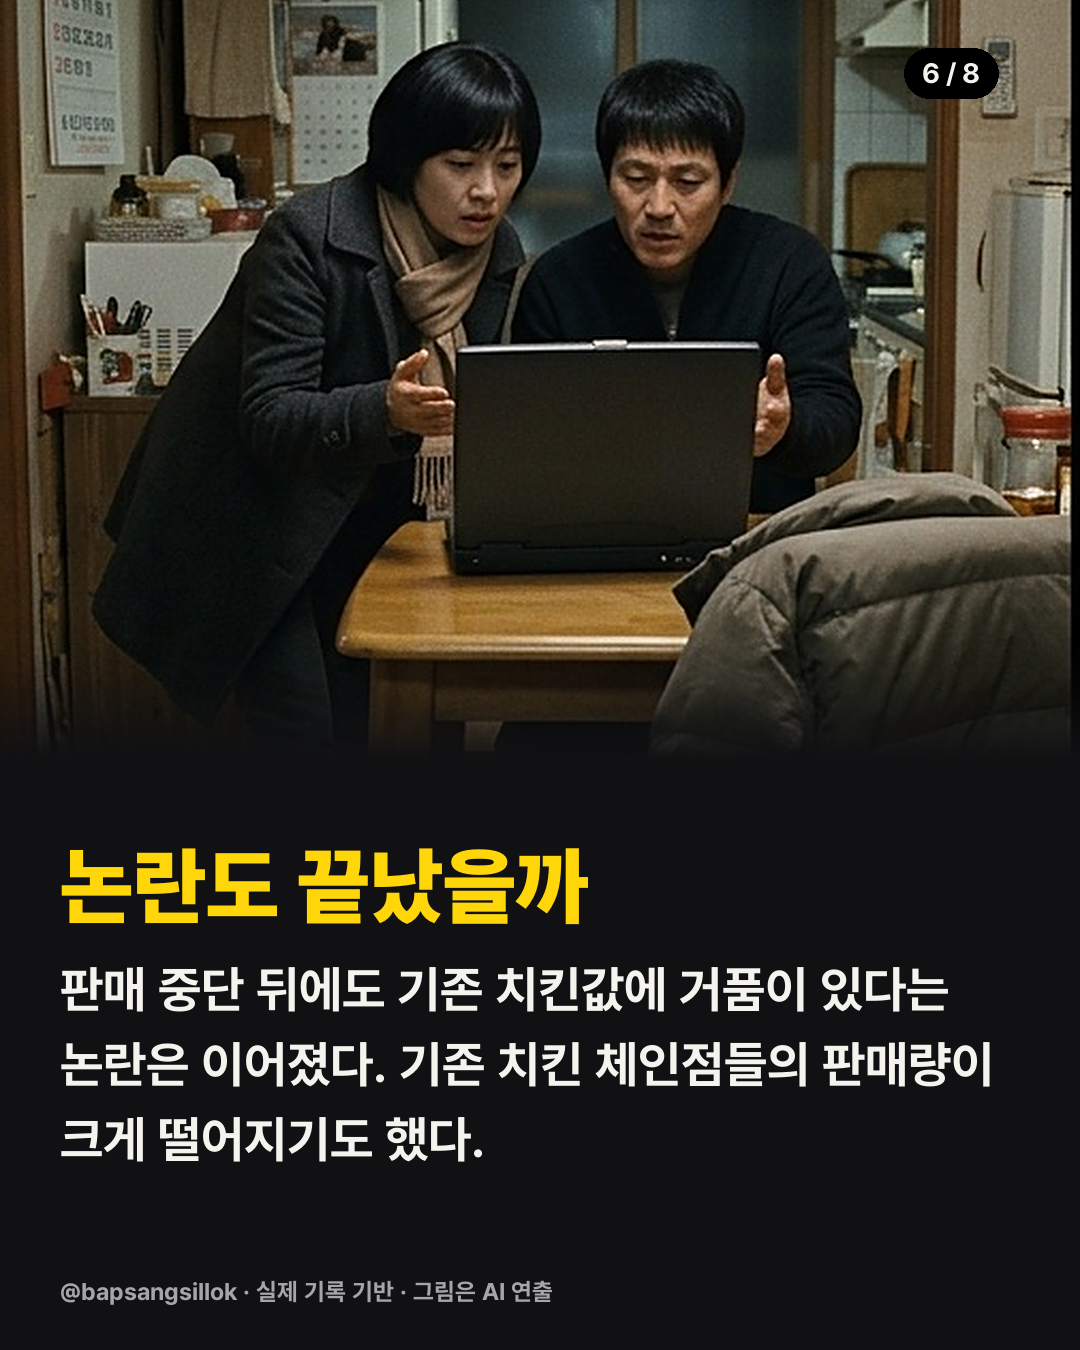 6 / 8
논란도 끝났을까
판매 중단 뒤에도 기존 치킨값에 거품이 있다는
논란은 이어졌다. 기존 치킨 체인점들의 판매량이
크게 떨어지기도 했다.
@bapsangsillok · 실제 기록 기반 · 그림은 AI 연출